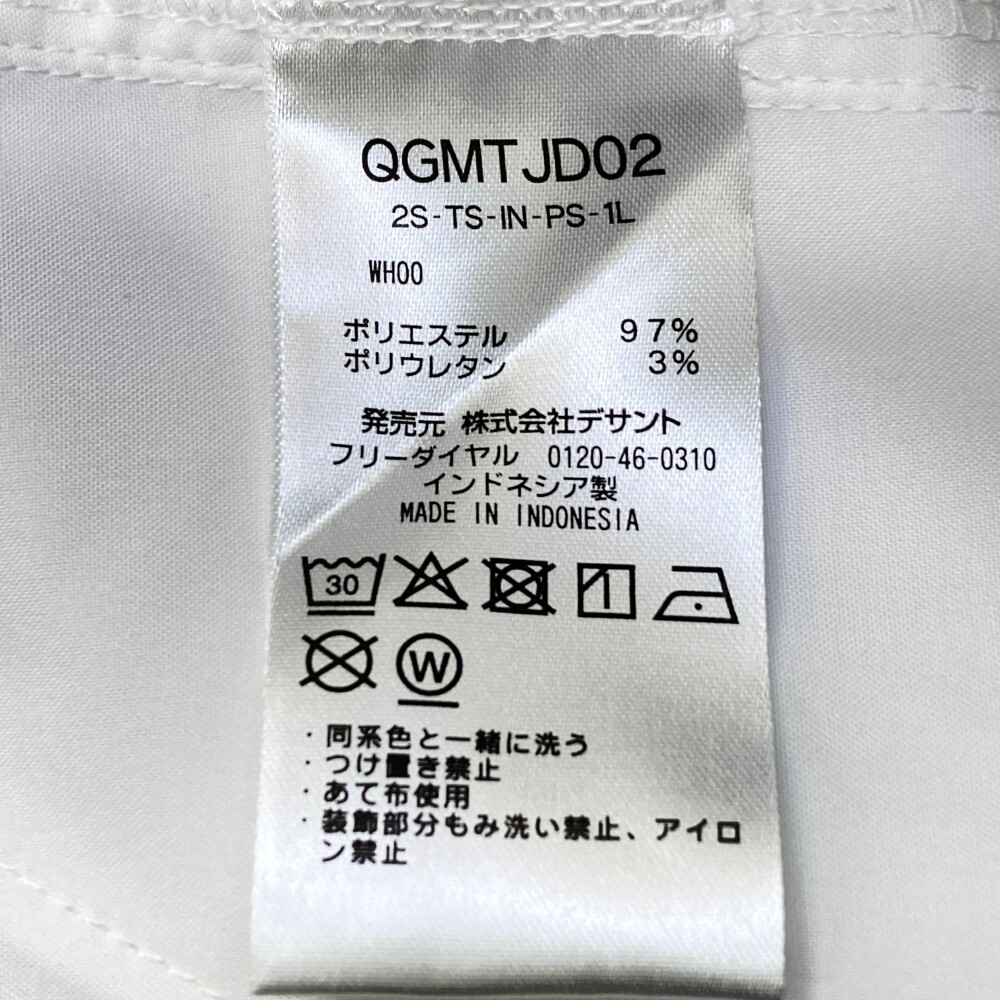 QGMTJD02
2S-TS-IN-PS-1L
WH00
ポリエステル 97%
ポリウレタン 3%
発売元 株式会社デサント
フリーダイヤル 0120-46-0310
インドネシア製
MADE IN INDONESIA
30
W
・同系色と一緒に洗う
・つけ置き禁止
・あて布使用
・装飾部分もみ洗い禁止、アイロ
ン禁止